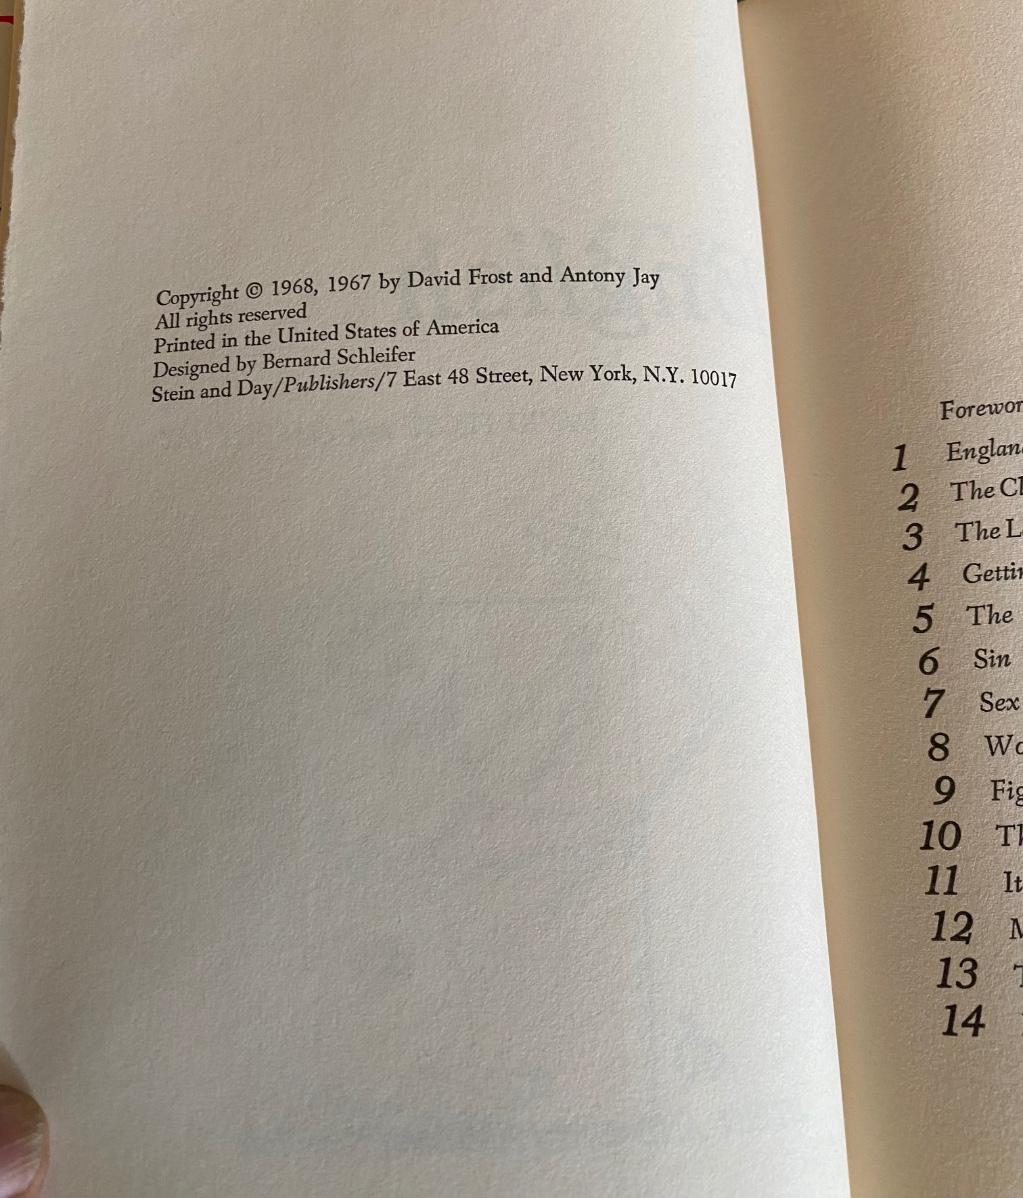 Copyright © 1968, 1967 by David Frost and Antony Jay
All rights reserved
Printed in the United States of America
Designed by Bernard Schleifer
Stein and Day/Publishers/7 East 48 Street, New York, N.Y. 10017
1
2 The
3 The
4
5 The
6 Sin
7 Sex
8
9
10
11
12
13
14